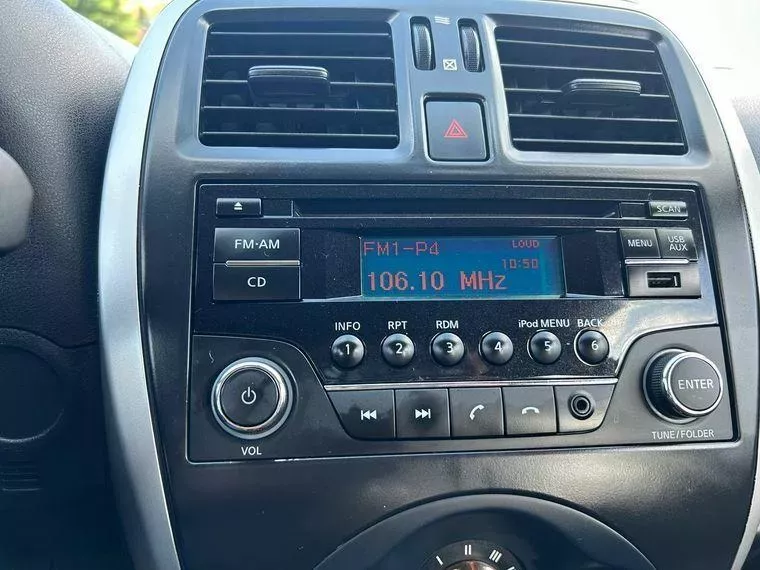 SCAN
FM·AM
FM1-P4 LOUD
MENU USB AUX
10:50
CD
106.10 MHz
INFO RPT RDM iPod MENU BACK
1 2 3 4 5 6
ENTER
VOL
TUNE/FOLDER